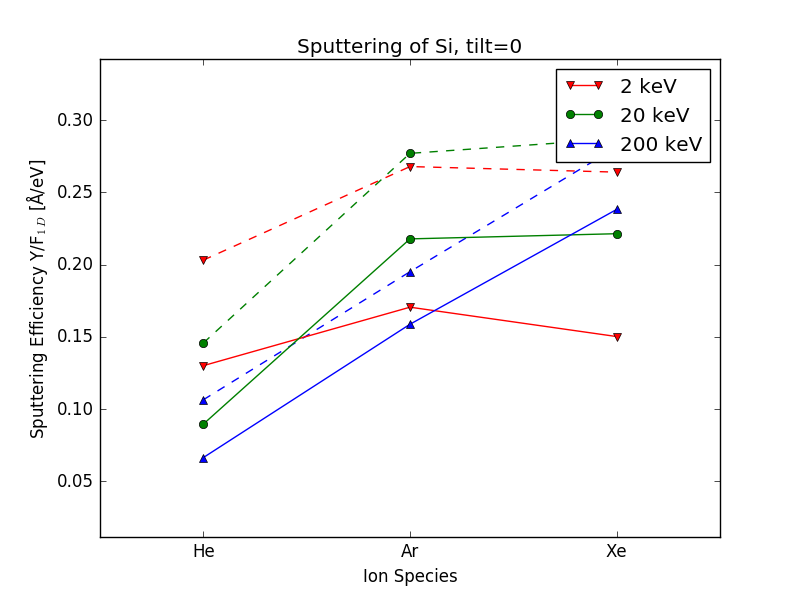 Sputtering of Si, tilt=0
2 keV
20 keV
200 keV
0.30
0.25
0.20
0.15
0.10
0.05
Sputtering Efficiency Y/F1D [Å/eV]
He Ar Xe
Ion Species